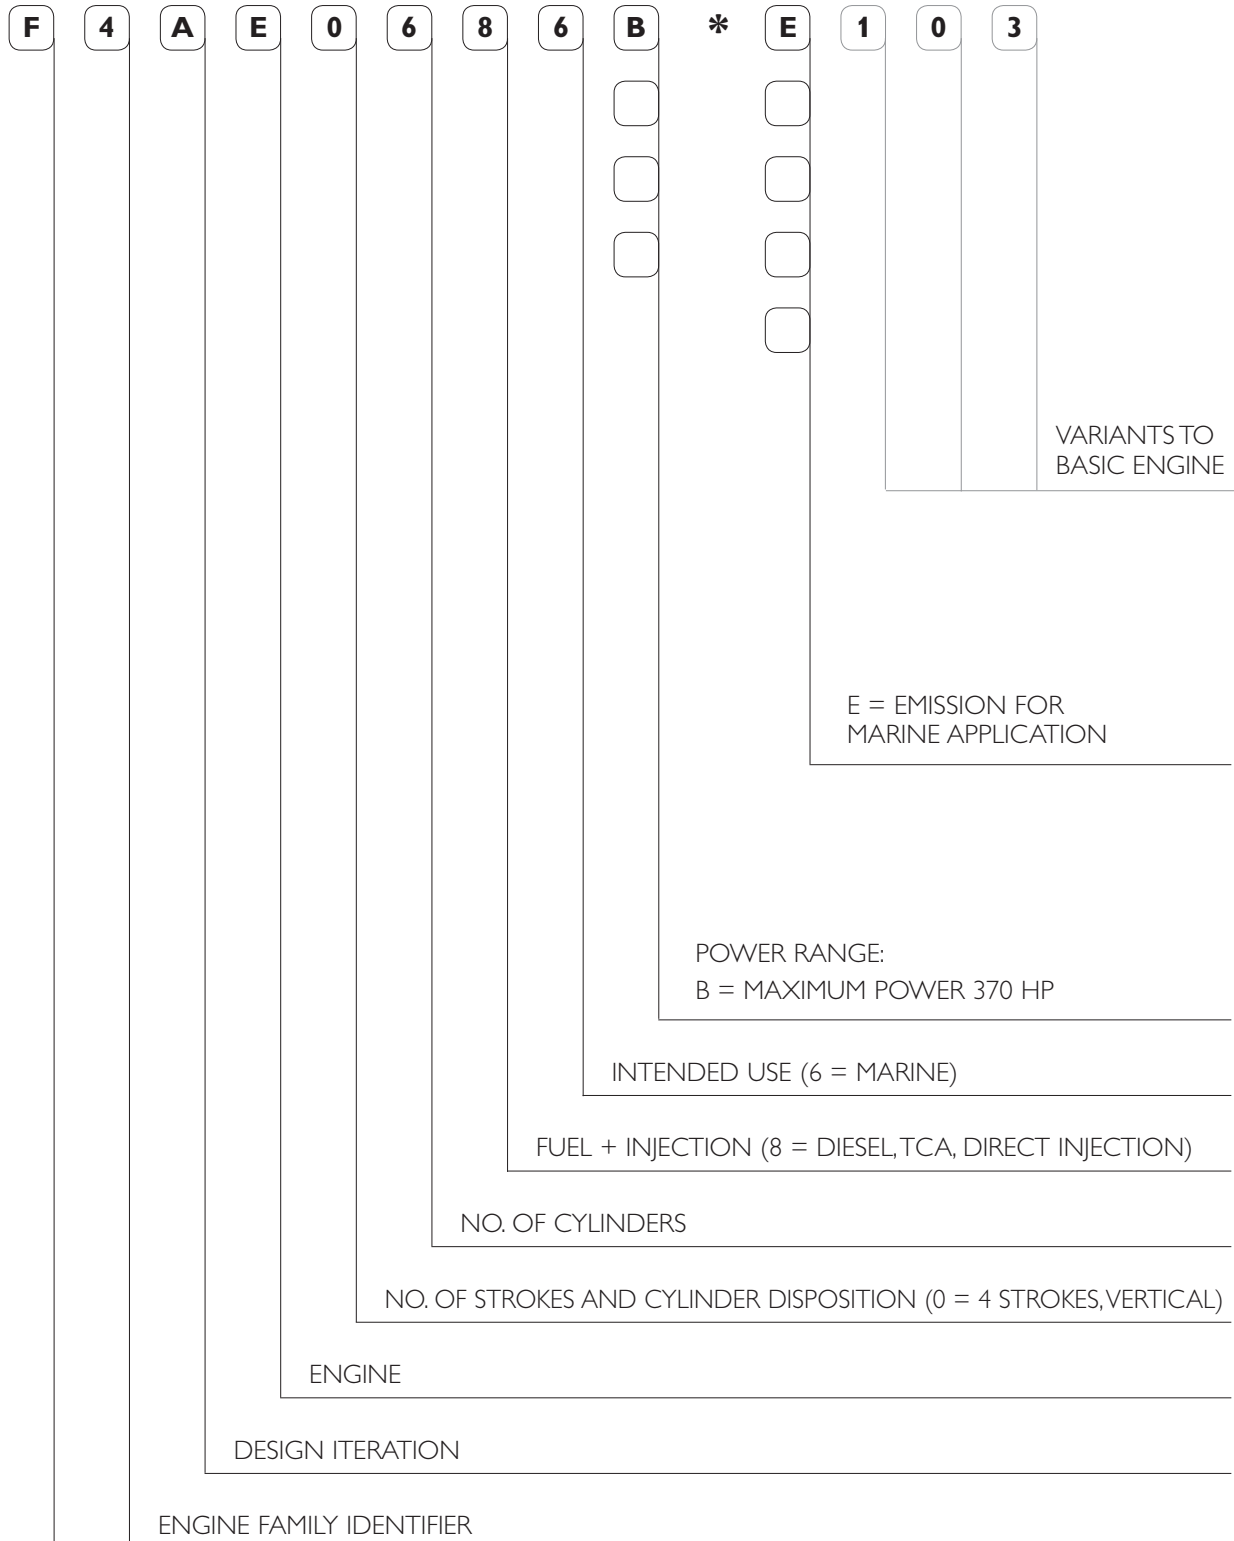 F 4 A E 0 6 8 6 B * E 1 0 3
VARIANTS TO
BASIC ENGINE
E = EMISSION FOR
MARINE APPLICATION
POWER RANGE:
B = MAXIMUM POWER 370 HP
INTENDED USE (6 = MARINE)
FUEL + INJECTION (8 = DIESEL, TCA, DIRECT INJECTION)
NO. OF CYLINDERS
NO. OF STROKES AND CYLINDER DISPOSITION (0 = 4 STROKES, VERTICAL)
ENGINE
DESIGN ITERATION
ENGINE FAMILY IDENTIFIER